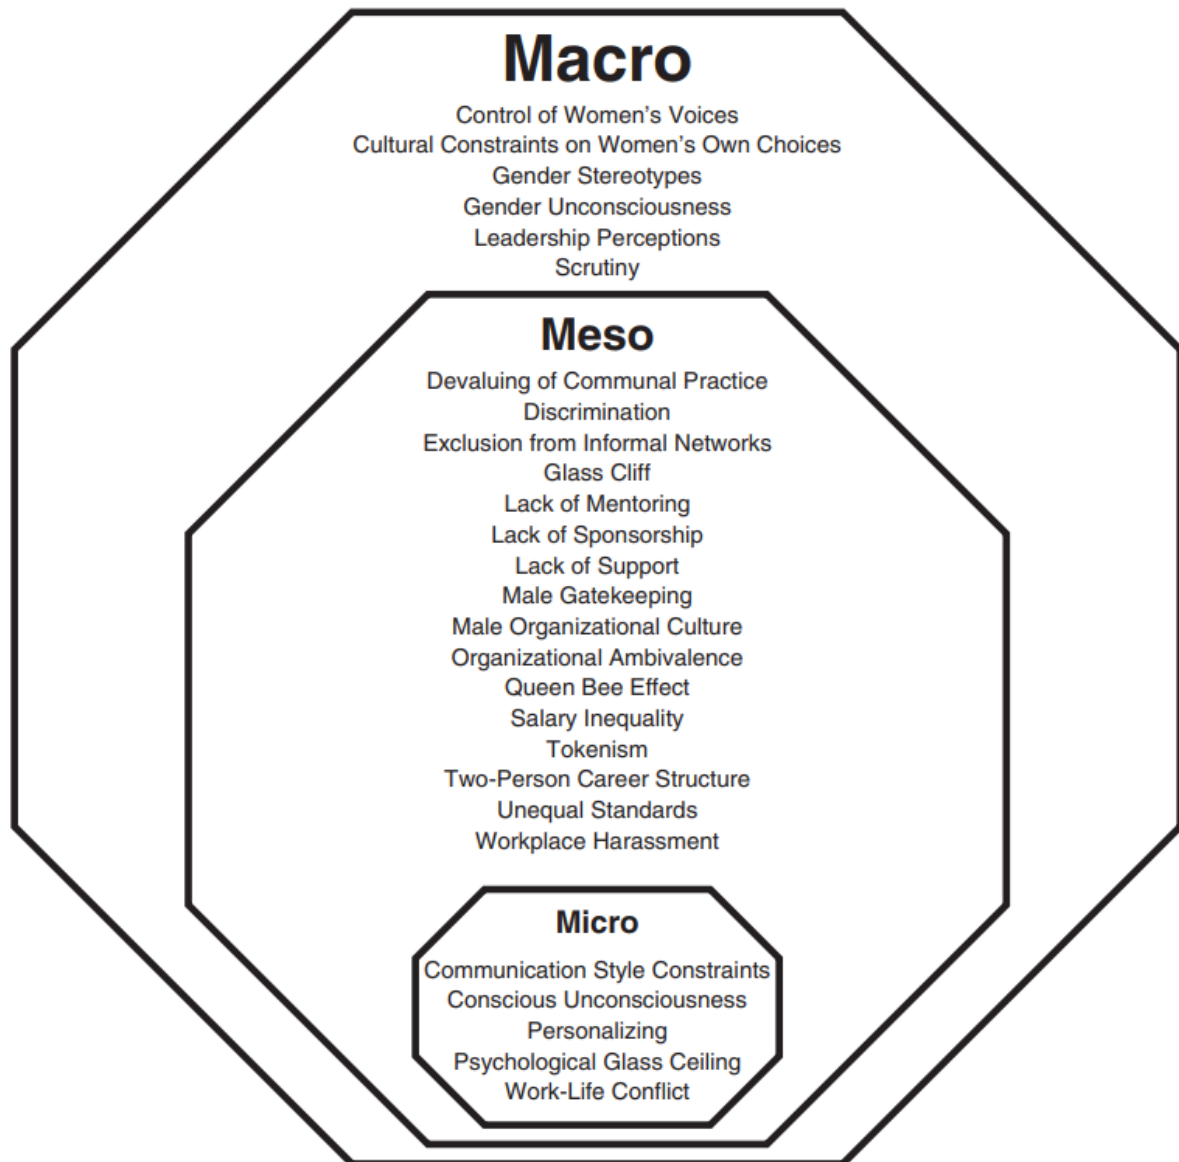 Macro
Control of Women's Voices
Cultural Constraints on Women's Own Choices
Gender Stereotypes
Gender Unconsciousness
Leadership Perceptions
Scrutiny
Meso
Devaluing of Communal Practice
Discrimination
Exclusion from Informal Networks
Glass Cliff
Lack of Mentoring
Lack of Sponsorship
Lack of Support
Male Gatekeeping
Male Organizational Culture
Organizational Ambivalence
Queen Bee Effect
Salary Inequality
Tokenism
Two-Person Career Structure
Unequal Standards
Workplace Harassment
Micro
Communication Style Constraints
Conscious Unconsciousness
Personalizing
Psychological Glass Ceiling
Work-Life Conflict